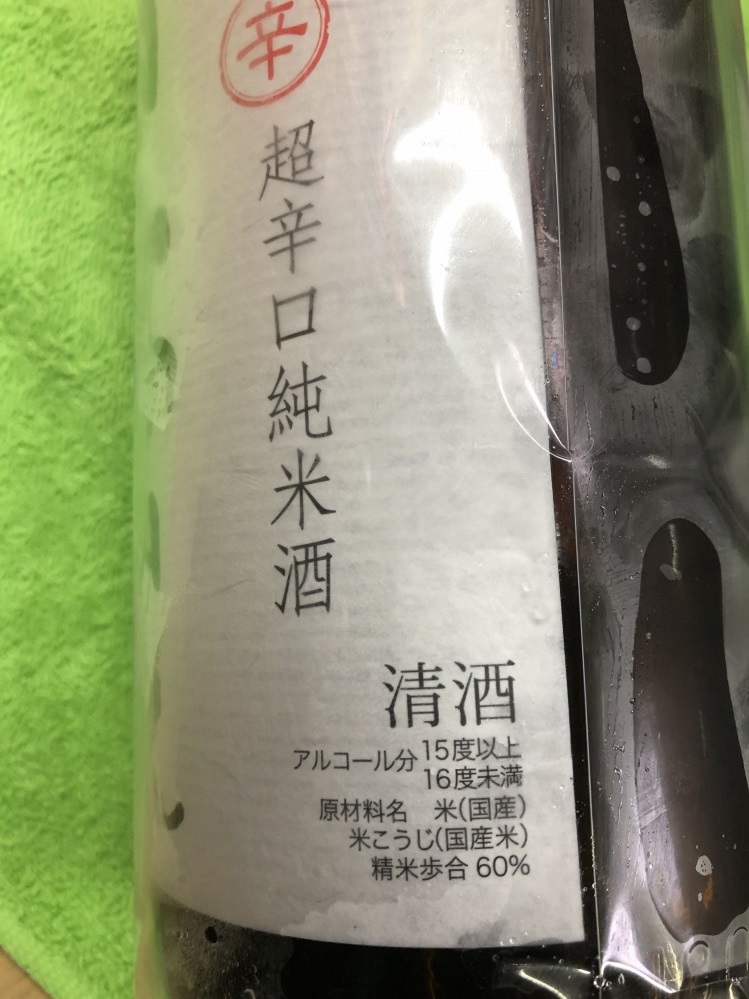 辛
超辛口純米酒
清酒
アルコール分 15度以上
16度未満
原材料名 米(国産)
米こうじ(国産米)
精米歩合 60%